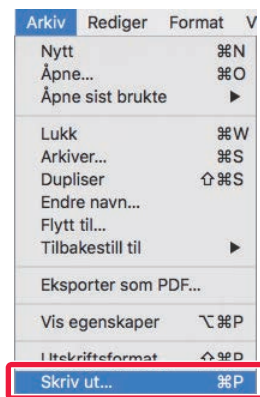 Arkiv Rediger Format V
Nytt ⌘N
Åpne... ⌘O
Åpne sist brukte ▶
Lukk ⌘W
Arkiver... ⌘S
Dupliser ⇧⌘S
Endre navn...
Flytt til...
Tilbakestill til ▶
Eksporter som PDF...
Vis egenskaper ⌥⌘P
Utskriftsformat ⇧⌘P
Skriv ut... ⌘P